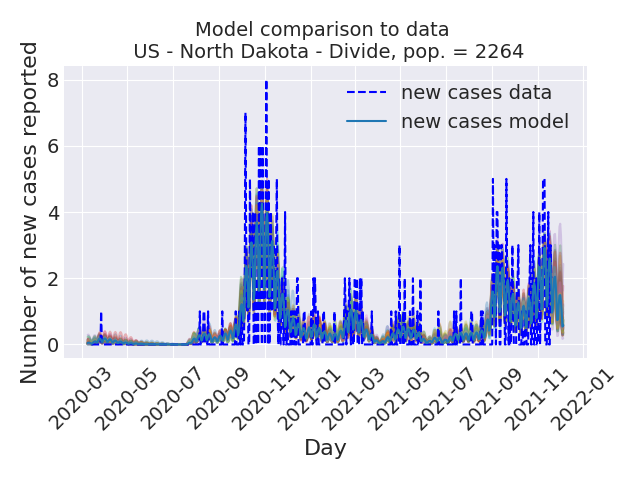 Model comparison to data
US - North Dakota - Divide, pop. = 2264
Number of new cases reported
8
6
4
2
0
new cases data
new cases model
2020-03
2020-05
2020-07
2020-09
2020-11
2021-01
2021-03
2021-05
2021-07
2021-09
2021-11
2022-01
Day